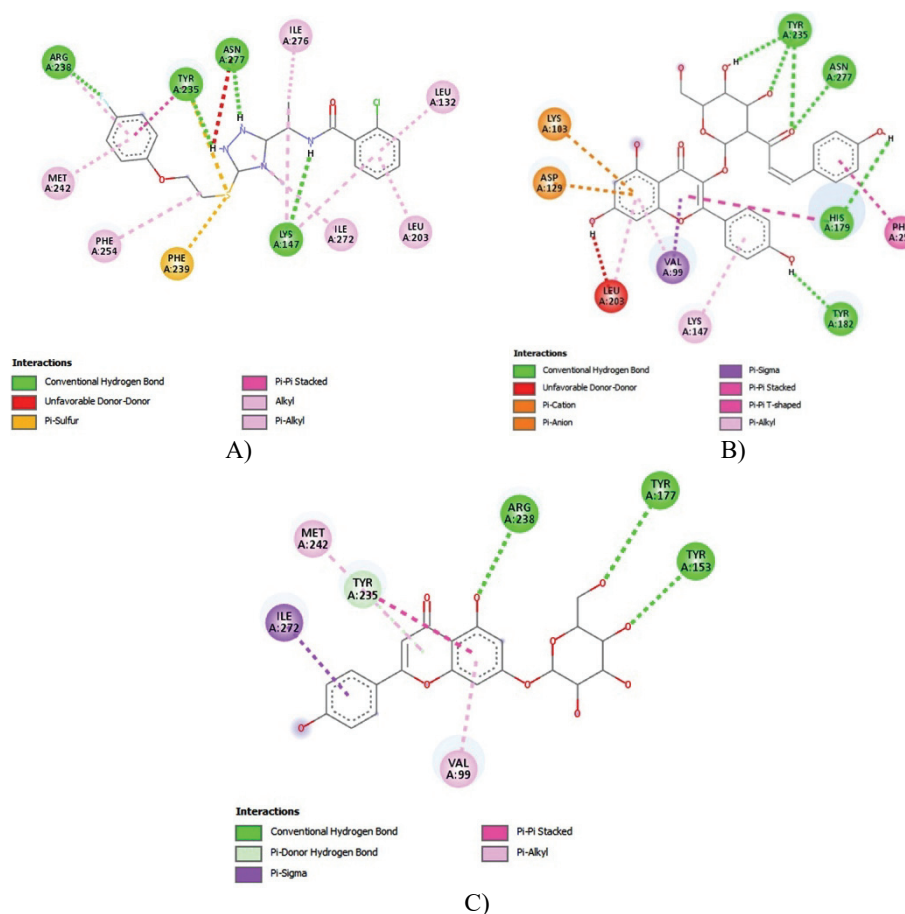 ILE
A:276
ARG
A:238
ASN
A:277
TYR
A:235
LEU
A:132
H
N
H
N
N
N
N
H
O
Cl
O
S
MET
A:242
PHE
A:254
PHE
A:239
LYS
A:147
ILE
A:272
LEU
A:203
Interactions
Conventional Hydrogen Bond
Unfavorable Donor-Donor
Pi-Sulfur
Pi-Pi Stacked
Alkyl
Pi-Alkyl
A)
TYR
A:235
ASN
A:277
LYS
A:103
ASP
A:129
HIS
A:179
VAL
A:99
LEU
A:203
LYS
A:147
TYR
A:182
Interactions
Conventional Hydrogen Bond
Unfavorable Donor-Donor
Pi-Cation
Pi-Anion
Pi-Sigma
Pi-Pi Stacked
Pi-Pi T-shaped
Pi-Alkyl
B)
TYR
A:177
ARG
A:238
TYR
A:153
MET
A:242
TYR
A:235
ILE
A:272
VAL
A:99
Interactions
Conventional Hydrogen Bond
Pi-Donor Hydrogen Bond
Pi-Sigma
Pi-Pi Stacked
Pi-Alkyl
C)